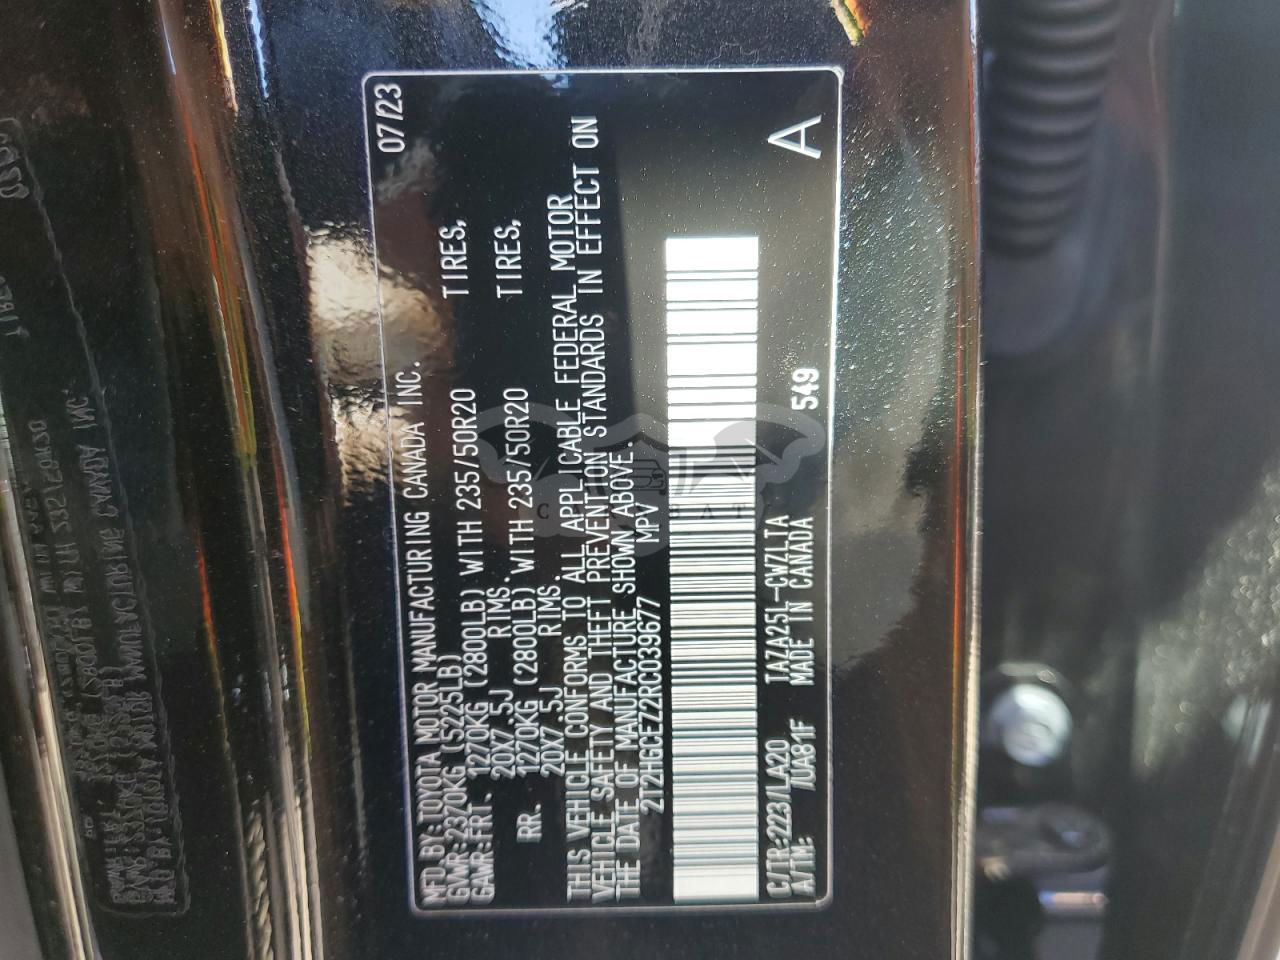 MFD BY:TOYOTA MOTOR MANUFACTURING CANADA INC. 07/23
GVWR:2370KG (5225LB)
GAWR:FRT. 1270KG (2800LB) WITH 235/50R20 TIRES,
20X7.5J RIMS.
RR. 1270KG (2800LB) WITH 235/50R20 TIRES,
20X7.5J RIMS.
THIS VEHICLE CONFORMS TO ALL APPLICABLE FEDERAL MOTOR
VEHICLE SAFETY AND THEFT PREVENTION STANDARDS IN EFFECT ON
THE DATE OF MANUFACTURE SHOWN ABOVE.
2T2HGCEZ2RC039677 MPV
C/TR:223/LA20 TAZA25L-CWZLTA 549 A
A/TM: /UA81F MADE IN CANADA